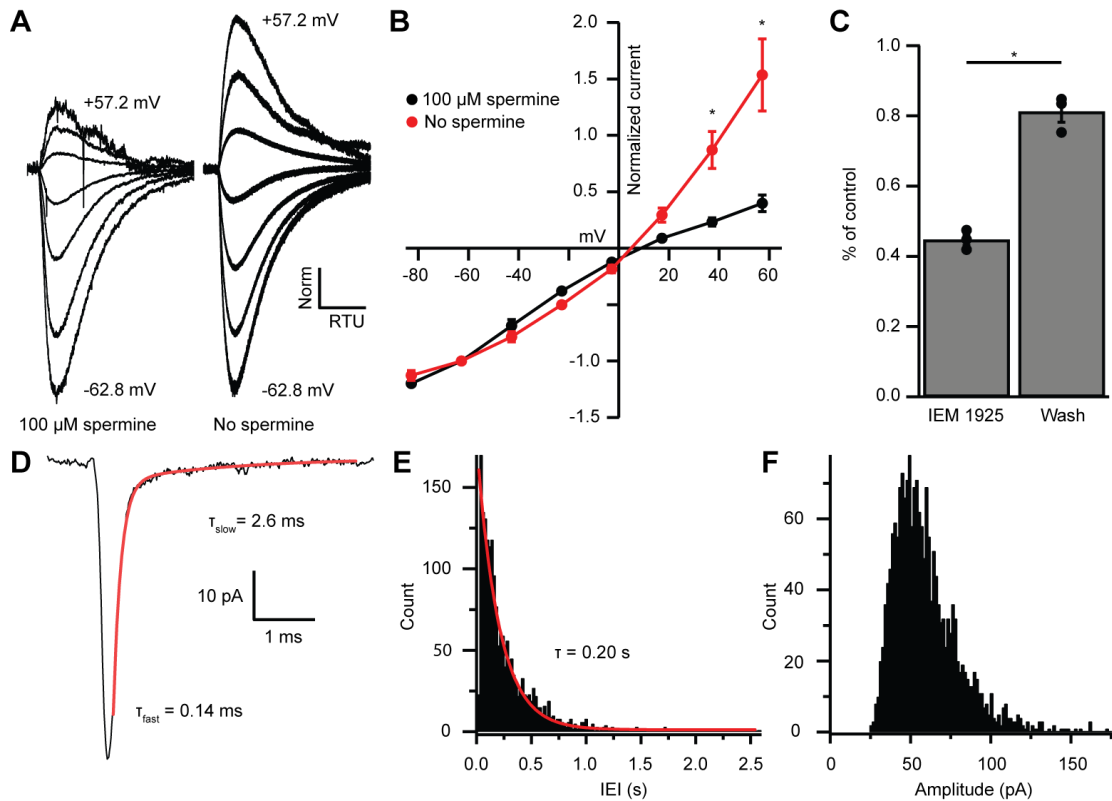 A
+57.2 mV
+57.2 mV
-62.8 mV
-62.8 mV
100 µM spermine
No spermine
Norm
RTU
B
100 µM spermine
No spermine
Normalized current
mV
2.0
1.5
1.0
0.5
-1.0
-1.5
-80
-60
-40
-20
20
40
60
*
*
C
% of control
1.0
0.8
0.6
0.4
0.2
0.0
*
IEM 1925
Wash
D
τslow= 2.6 ms
10 pA
1 ms
τfast = 0.14 ms
E
Count
150
100
50
0
τ = 0.20 s
0.0
0.5
1.0
1.5
2.0
2.5
IEI (s)
F
Count
60
40
20
0
0
50
100
150
Amplitude (pA)